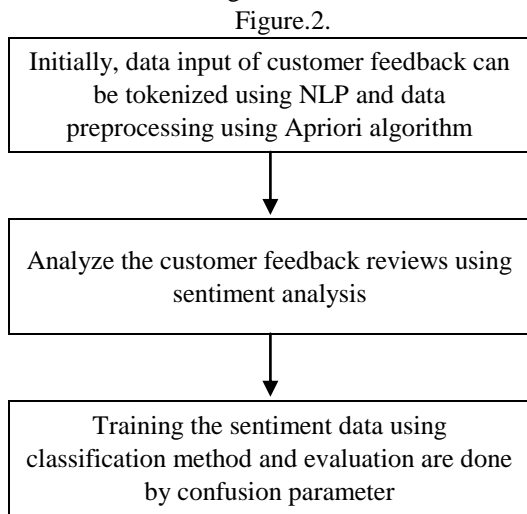 Figure.2.
Initially, data input of customer feedback can
be tokenized using NLP and data
preprocessing using Apriori algorithm
Analyze the customer feedback reviews using
sentiment analysis
Training the sentiment data using
classification method and evaluation are done
by confusion parameter